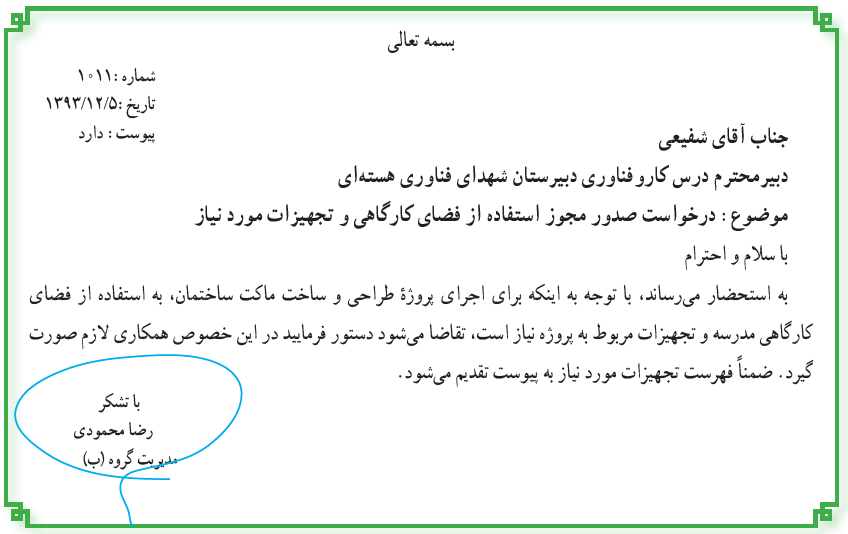 بسمه تعالی
شماره :۱۰۱۱
تاریخ :۱۳۹۳/۱۲/۵
پیوست : دارد
جناب آقای شفیعی
دبیرمحترم درس کاروفناوری دبیرستان شهدای فناوری هسته‌ای
موضوع : درخواست صدور مجوز استفاده از فضای کارگاهی و تجهیزات مورد نیاز
با سلام و احترام
به استحضار می‌رساند، با توجه به اینکه برای اجرای پروژۀ طراحی و ساخت ماکت ساختمان، به استفاده از فضای
کارگاهی مدرسه و تجهیزات مربوط به پروژه نیاز است، تقاضا می‌شود دستور فرمایید در این خصوص همکاری لازم صورت
گیرد. ضمناً فهرست تجهیزات مورد نیاز به پیوست تقدیم می‌شود.
با تشکر
رضا محمودی
مدیریت گروه (ب)